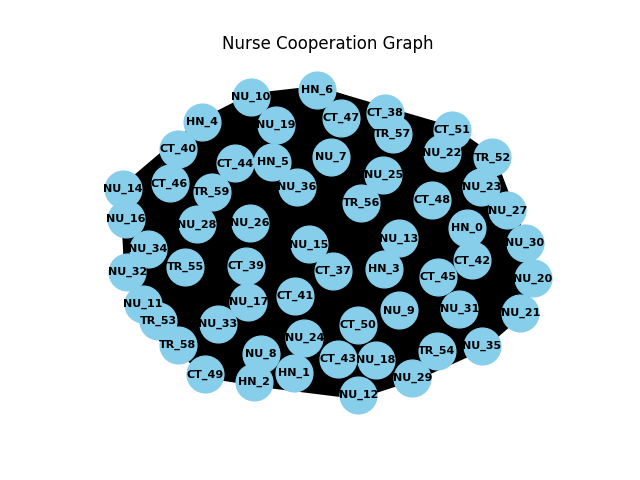 Nurse Cooperation Graph
HN_6
NU_10
CT_38
CT_47
HN_4
NU_19
CT_51
TR_57
CT_40
NU_22
NU_7
TR_52
HN_5
CT_44
NU_25
CT_46
NU_36
NU_23
NU_14
TR_59
CT_48
TR_56
NU_27
NU_16
NU_26
NU_28
HN_0
NU_13
NU_30
NU_15
NU_34
CT_42
CT_39
TR_55
HN_3
CT_37
NU_32
CT_45
NU_20
CT_41
NU_17
NU_11
NU_31
NU_9
NU_21
TR_53
NU_33
CT_50
NU_24
TR_58
NU_35
TR_54
NU_8
CT_43
NU_18
HN_1
CT_49
NU_29
HN_2
NU_12